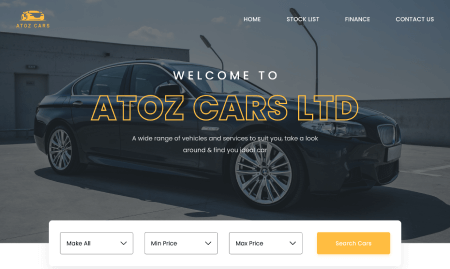 ATOZ CARS
HOME STOCK LIST FINANCE CONTACT US
WELCOME TO
ATOZ CARS LTD
A wide range of vehicles and services to suit you, take a look
around & find you ideal car
Make All Min Price Max Price Search Cars